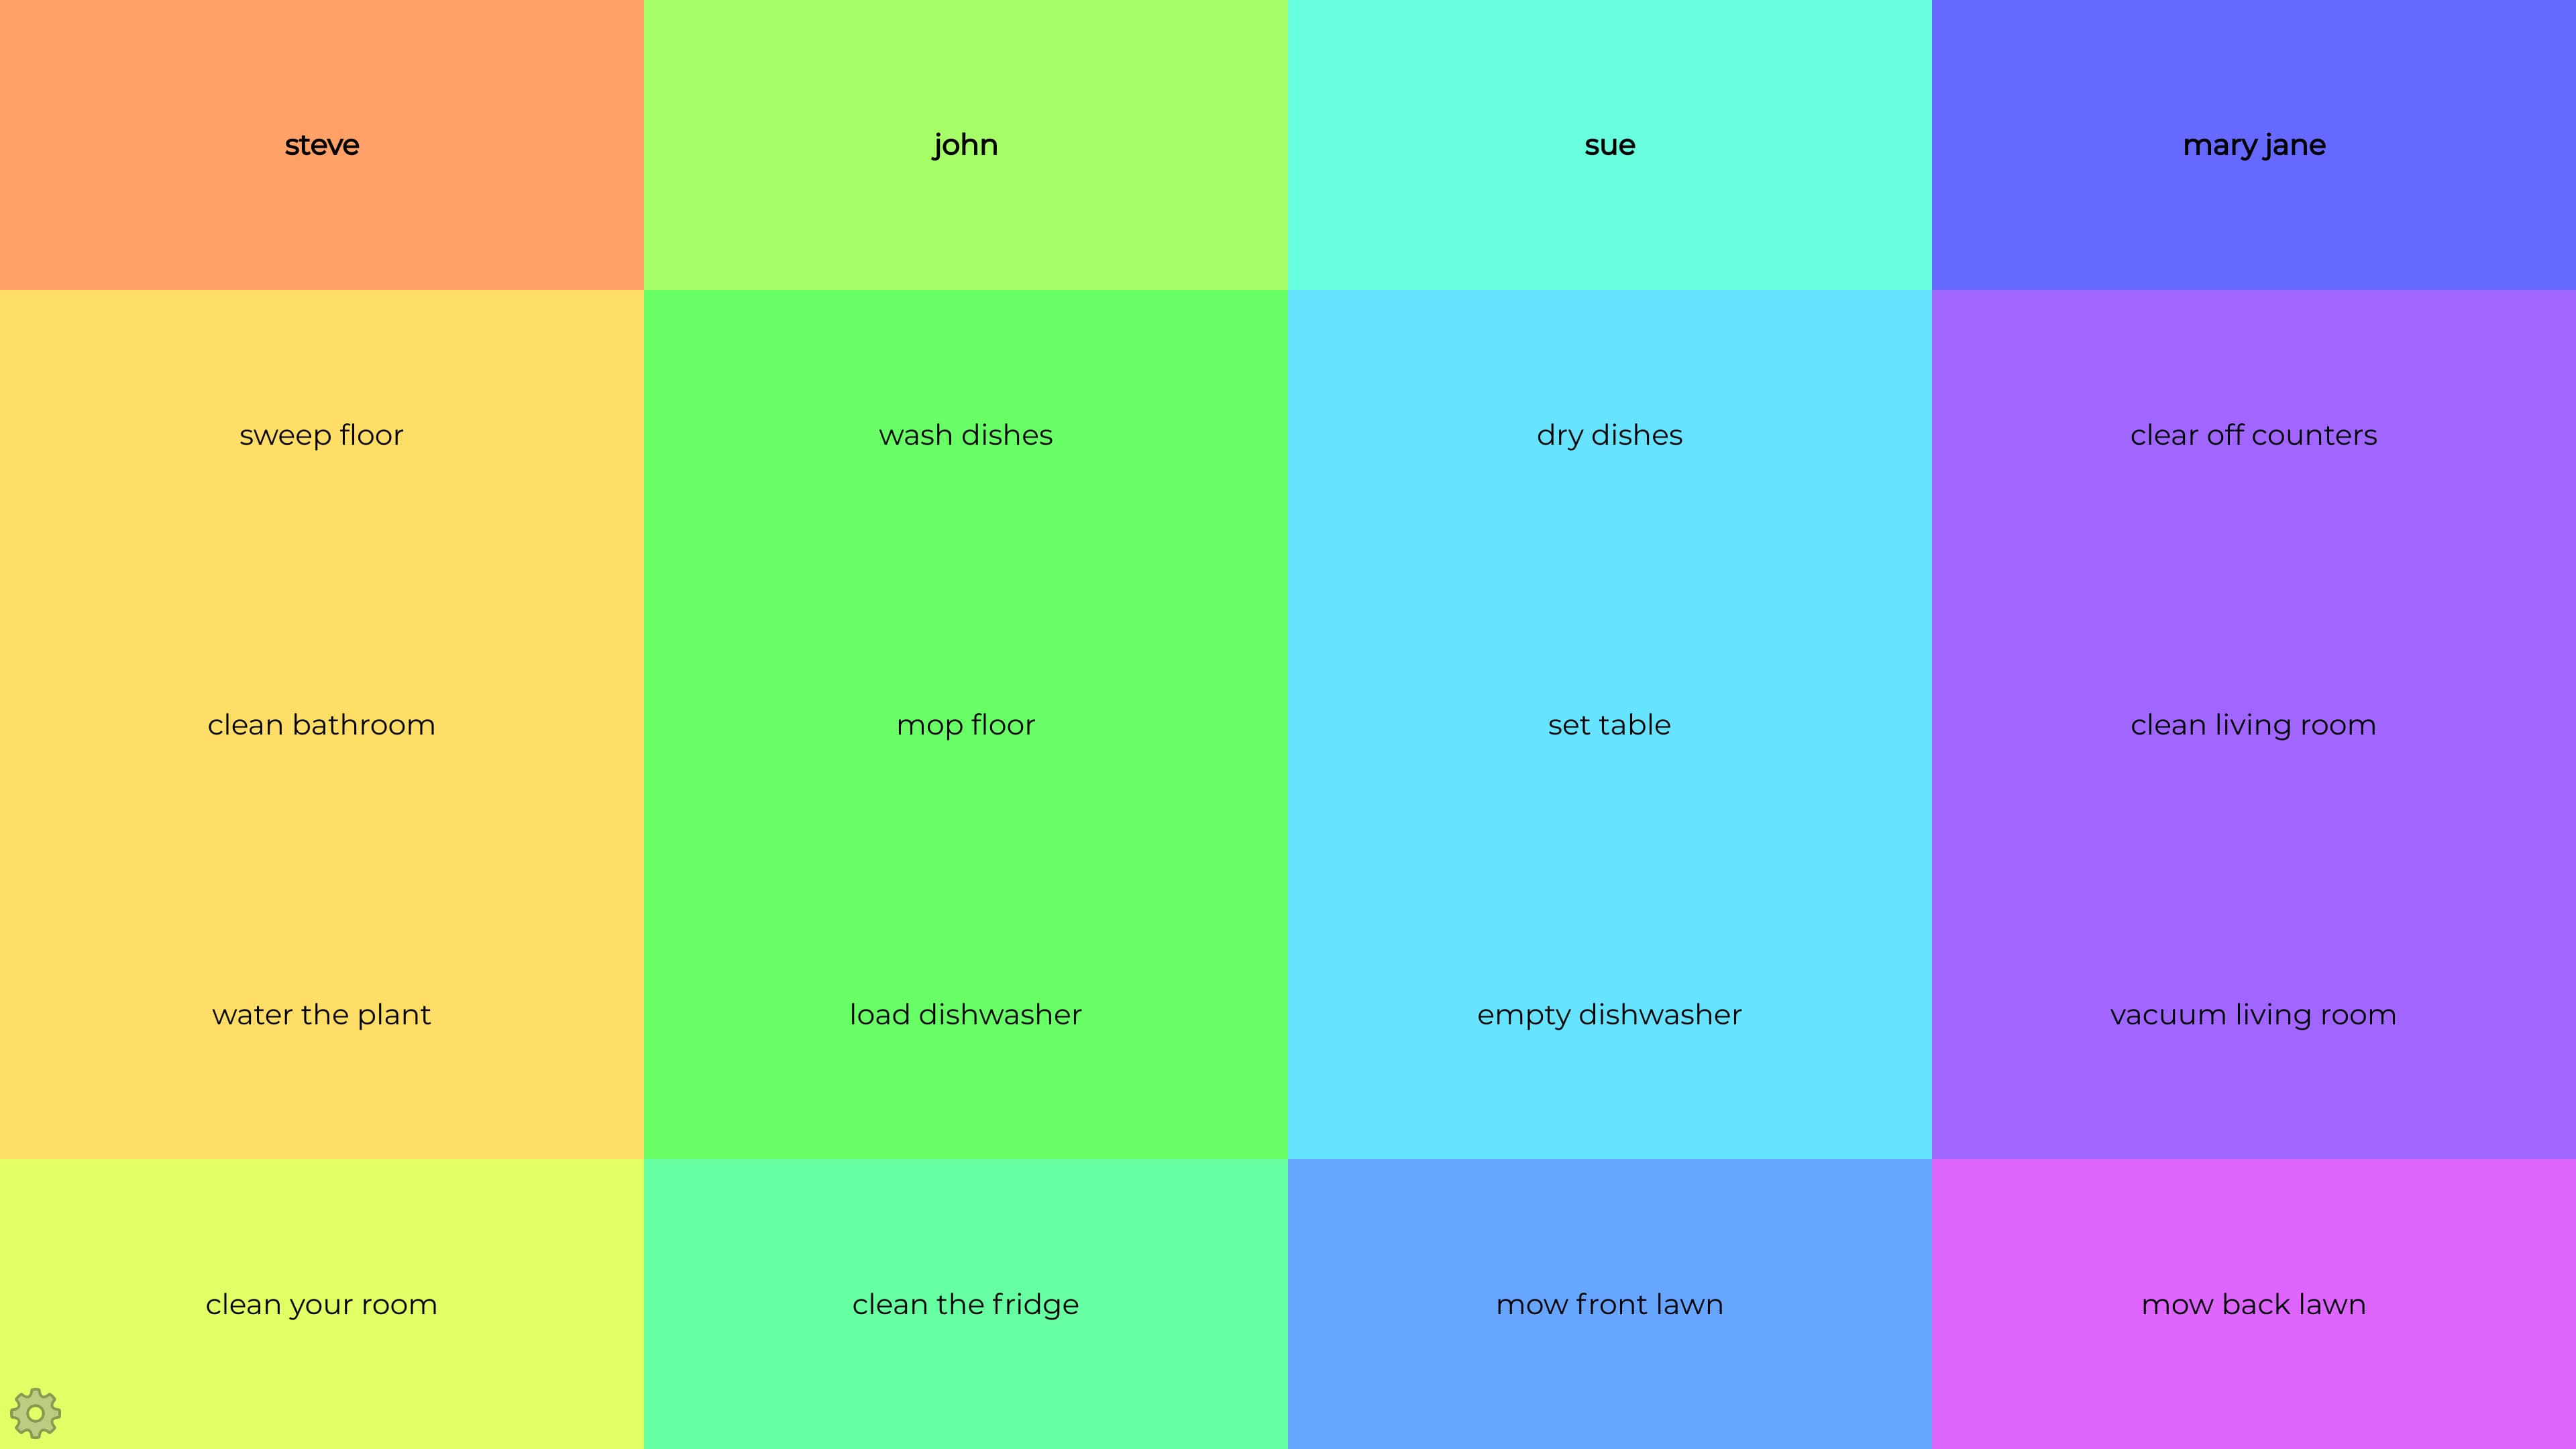 steve john sue mary jane
sweep floor wash dishes dry dishes clear off counters
clean bathroom mop floor set table clean living room
water the plant load dishwasher empty dishwasher vacuum living room
clean your room clean the fridge mow front lawn mow back lawn